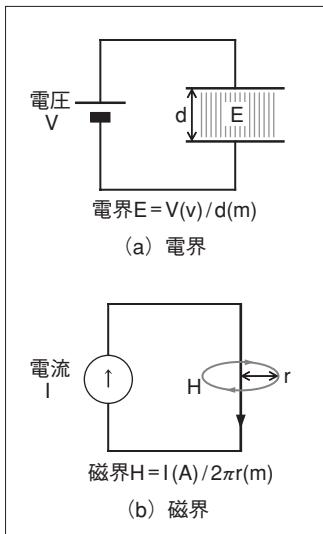 電圧
V
d
E
電界E=V(v)/d(m)
(a) 電界
電流
I
↑
H
r
磁界H=I(A)/2πr(m)
(b) 磁界